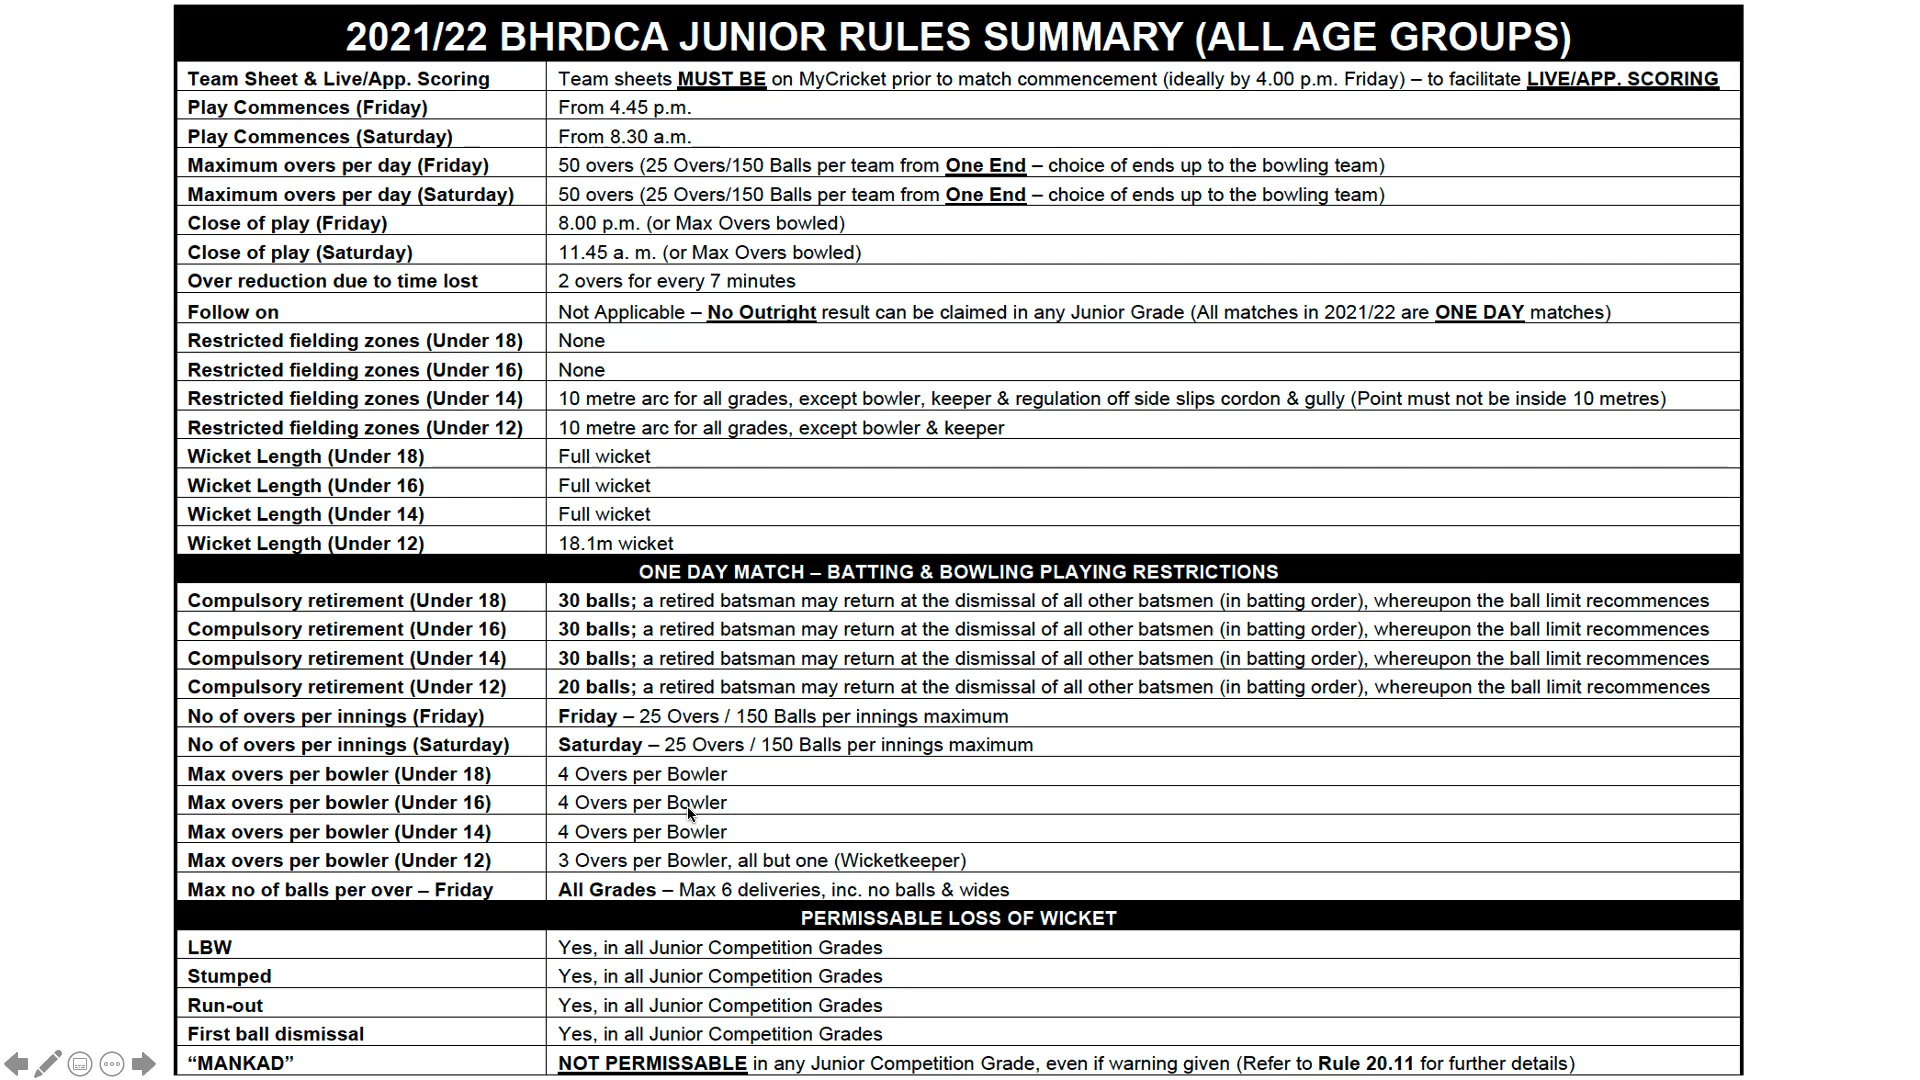 2021/22 BHRDCA JUNIOR RULES SUMMARY (ALL AGE GROUPS)
Team Sheet & Live/App. Scoring Team sheets MUST BE on MyCricket prior to match commencement (ideally by 4.00 p.m. Friday) – to facilitate LIVE/APP. SCORING
Play Commences (Friday) From 4.45 p.m.
Play Commences (Saturday) From 8.30 a.m.
Maximum overs per day (Friday) 50 overs (25 Overs/150 Balls per team from One End – choice of ends up to the bowling team)
Maximum overs per day (Saturday) 50 overs (25 Overs/150 Balls per team from One End – choice of ends up to the bowling team)
Close of play (Friday) 8.00 p.m. (or Max Overs bowled)
Close of play (Saturday) 11.45 a. m. (or Max Overs bowled)
Over reduction due to time lost 2 overs for every 7 minutes
Follow on Not Applicable – No Outright result can be claimed in any Junior Grade (All matches in 2021/22 are ONE DAY matches)
Restricted fielding zones (Under 18) None
Restricted fielding zones (Under 16) None
Restricted fielding zones (Under 14) 10 metre arc for all grades, except bowler, keeper & regulation off side slips cordon & gully (Point must not be inside 10 metres)
Restricted fielding zones (Under 12) 10 metre arc for all grades, except bowler & keeper
Wicket Length (Under 18) Full wicket
Wicket Length (Under 16) Full wicket
Wicket Length (Under 14) Full wicket
Wicket Length (Under 12) 18.1m wicket
ONE DAY MATCH – BATTING & BOWLING PLAYING RESTRICTIONS
Compulsory retirement (Under 18) 30 balls; a retired batsman may return at the dismissal of all other batsmen (in batting order), whereupon the ball limit recommences
Compulsory retirement (Under 16) 30 balls; a retired batsman may return at the dismissal of all other batsmen (in batting order), whereupon the ball limit recommences
Compulsory retirement (Under 14) 30 balls; a retired batsman may return at the dismissal of all other batsmen (in batting order), whereupon the ball limit recommences
Compulsory retirement (Under 12) 20 balls; a retired batsman may return at the dismissal of all other batsmen (in batting order), whereupon the ball limit recommences
No of overs per innings (Friday) Friday – 25 Overs / 150 Balls per innings maximum
No of overs per innings (Saturday) Saturday – 25 Overs / 150 Balls per innings maximum
Max overs per bowler (Under 18) 4 Overs per Bowler
Max overs per bowler (Under 16) 4 Overs per Bowler
Max overs per bowler (Under 14) 4 Overs per Bowler
Max overs per bowler (Under 12) 3 Overs per Bowler, all but one (Wicketkeeper)
Max no of balls per over – Friday All Grades – Max 6 deliveries, inc. no balls & wides
PERMISSABLE LOSS OF WICKET
LBW Yes, in all Junior Competition Grades
Stumped Yes, in all Junior Competition Grades
Run-out Yes, in all Junior Competition Grades
First ball dismissal Yes, in all Junior Competition Grades
“MANKAD” NOT PERMISSABLE in any Junior Competition Grade, even if warning given (Refer to Rule 20.11 for further details)